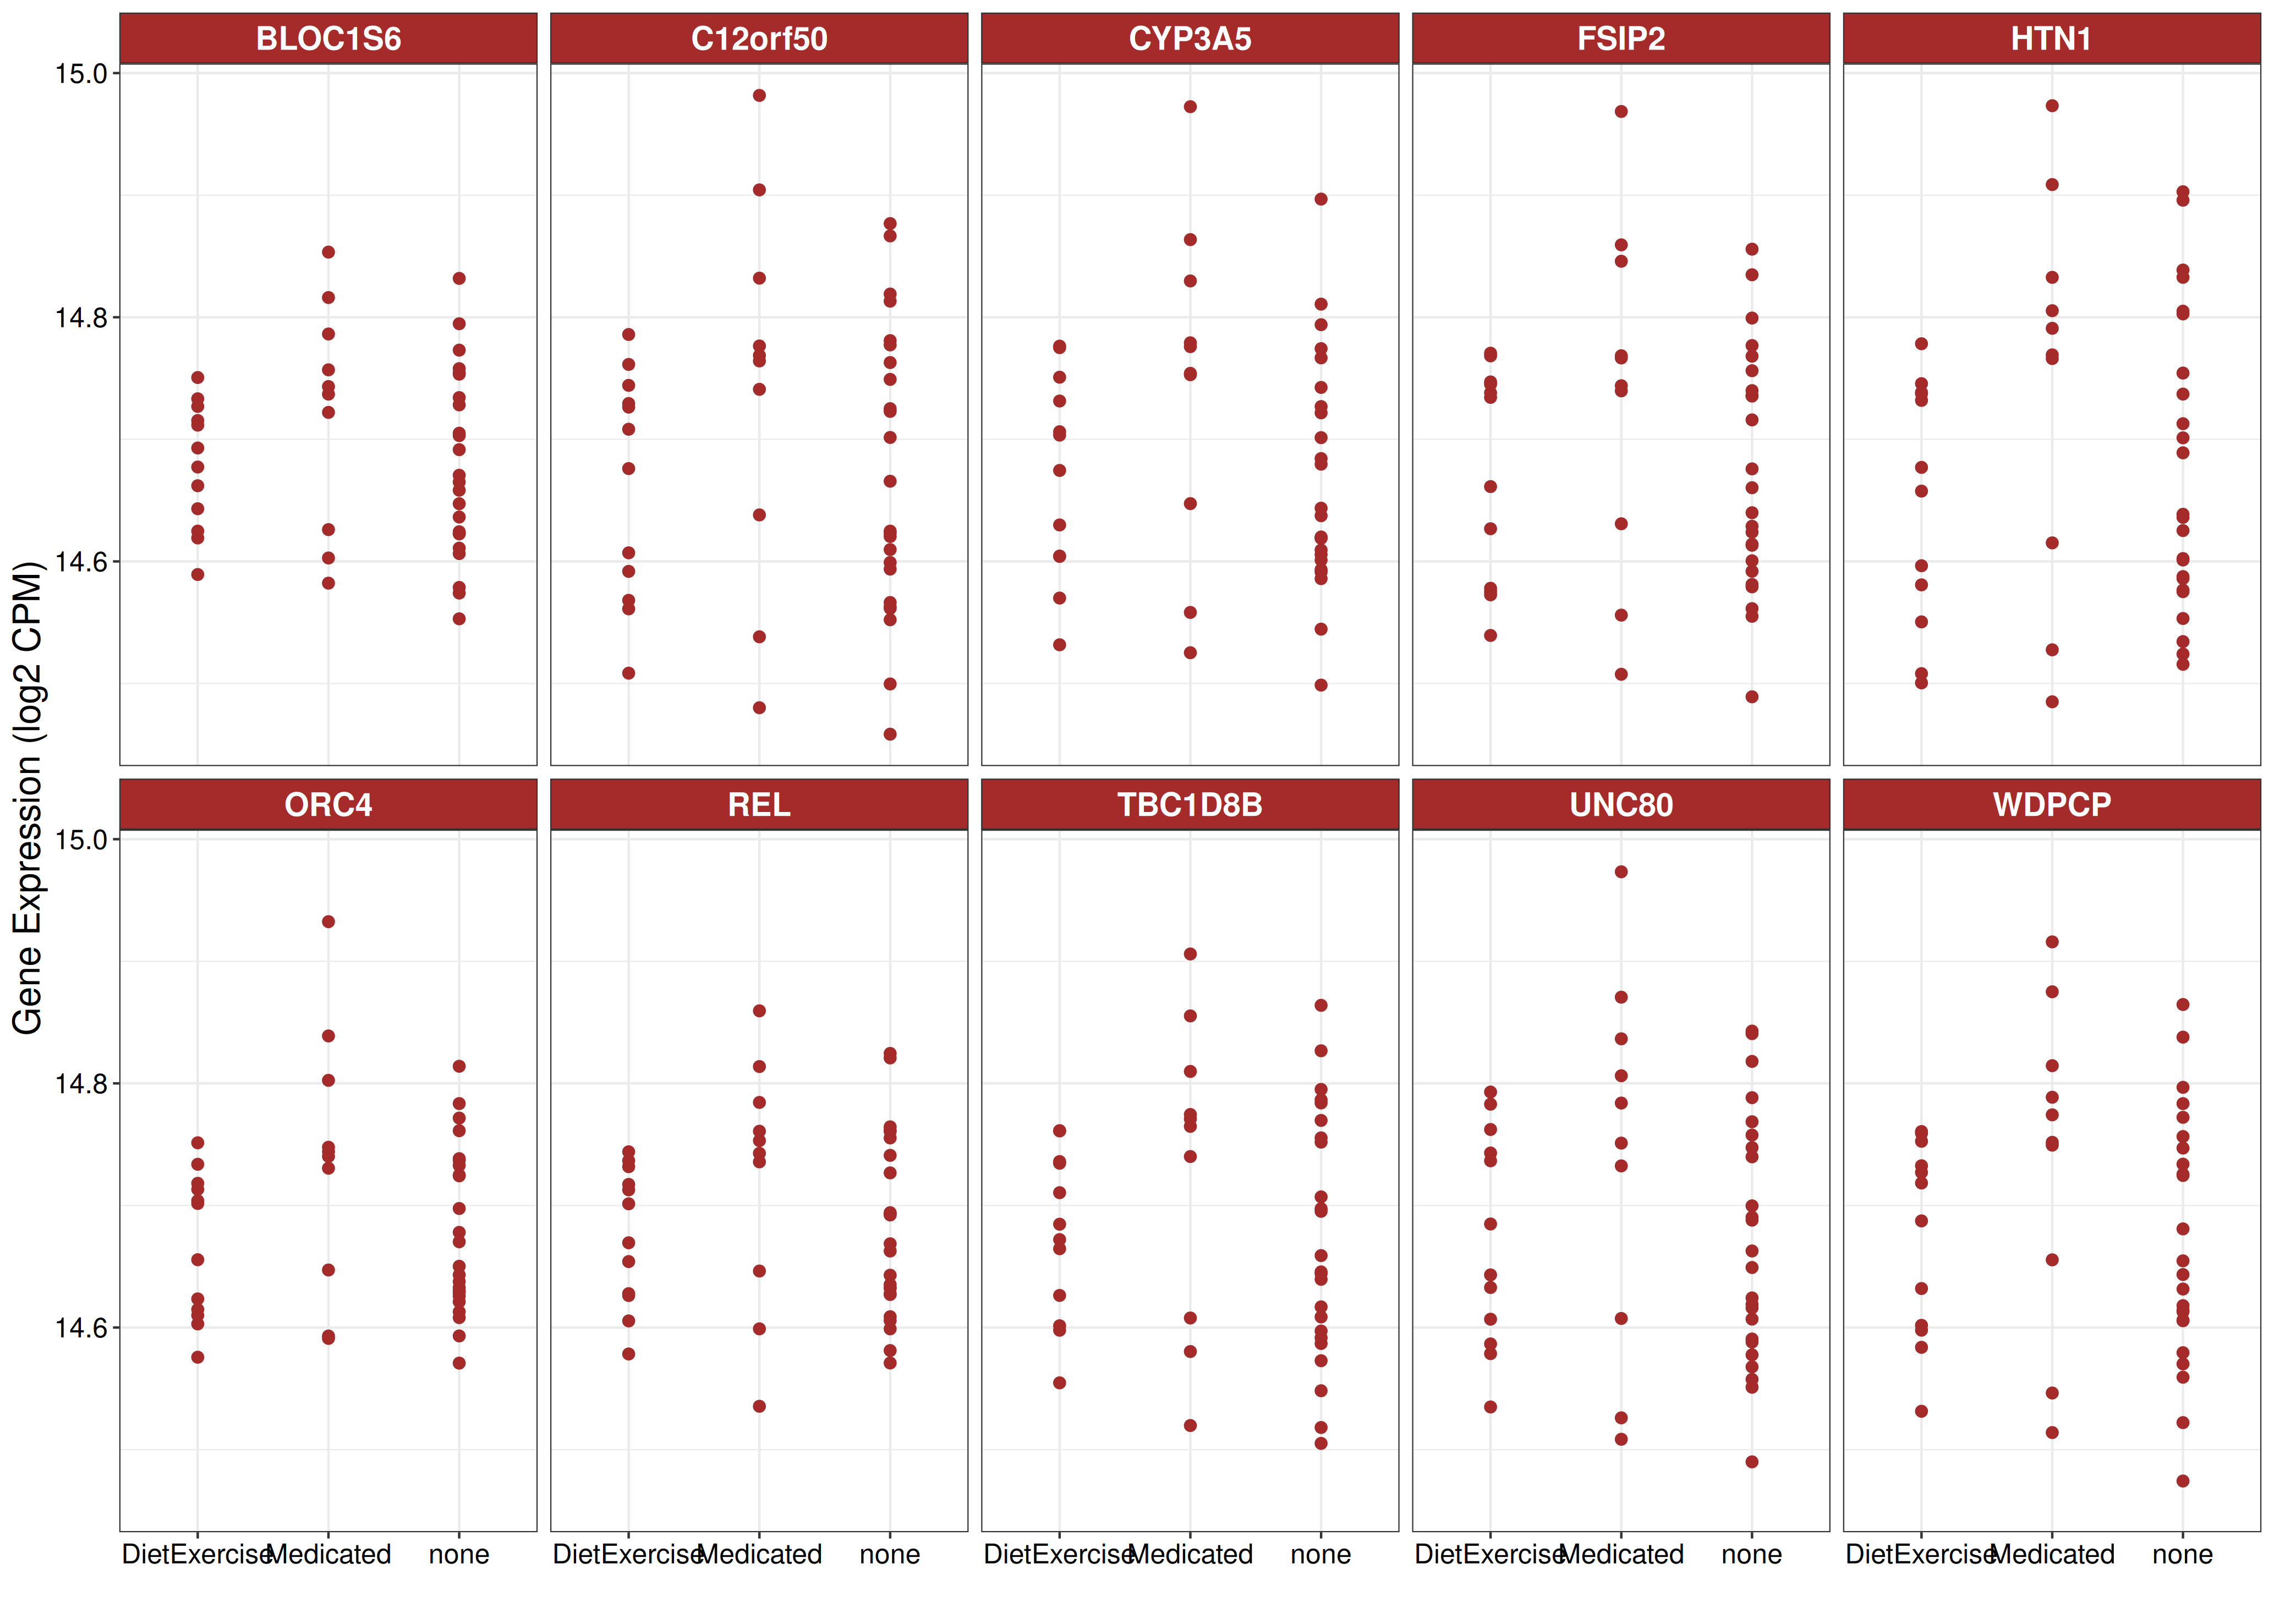 BLOC1S6 C12orf50 CYP3A5 FSIP2 HTN1
15.0
14.8
14.6
Gene Expression (log2 CPM)
ORC4 REL TBC1D8B UNC80 WDPCP
15.0
14.8
14.6
DietExercise Medicated none DietExercise Medicated none DietExercise Medicated none DietExercise Medicated none DietExercise Medicated none